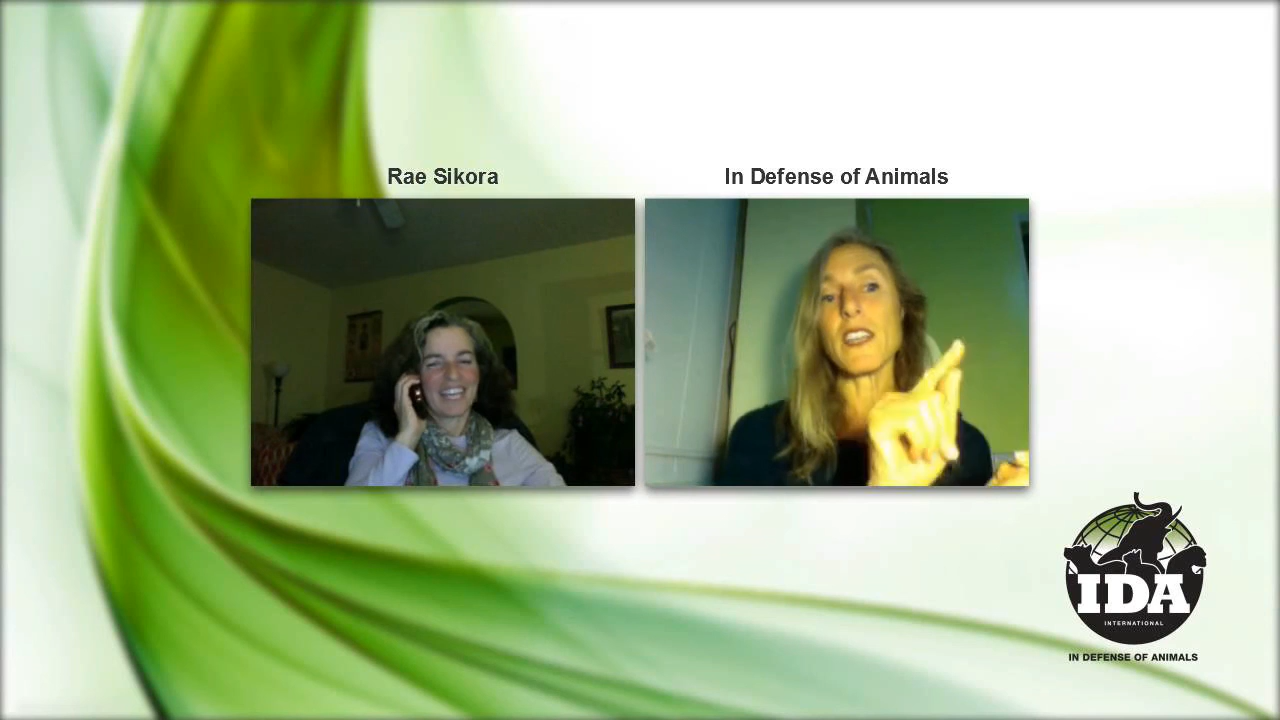 Rae Sikora
In Defense of Animals
IDA
INTERNATIONAL
IN DEFENSE OF ANIMALS